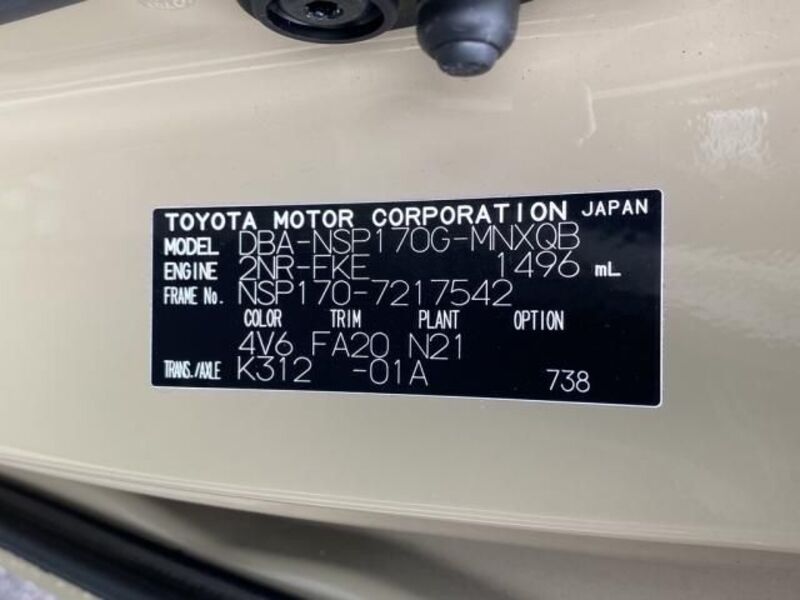 TOYOTA MOTOR CORPORATION JAPAN
MODEL DBA-NSP170G-MNXQB
ENGINE 2NR-FKE 1496 mL
FRAME No. NSP170-7217542
COLOR TRIM PLANT OPTION
4V6 FA20 N21
TRANS./AXLE K312 -01A 738